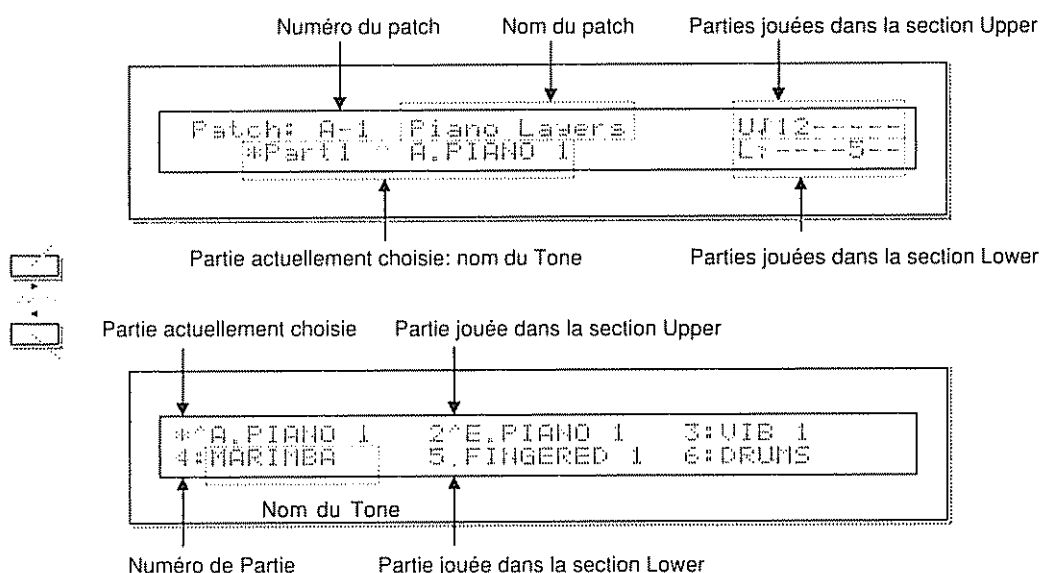 Numéro du patch Nom du patch Parties jouées dans la section Upper
Patch: A-1 Piano Layers U♪12-----
*Part1 ^ A.PIANO 1 L:----5--
Partie actuellement choisie: nom du Tone Parties jouées dans la section Lower
Partie actuellement choisie Partie jouée dans la section Upper
*^A.PIANO 1 2^E.PIANO 1 3:VIB 1
4:MARIMBA 5.FINGERED 1 6:DRUMS
Nom du Tone
Numéro de Partie Partie jouée dans la section Lower